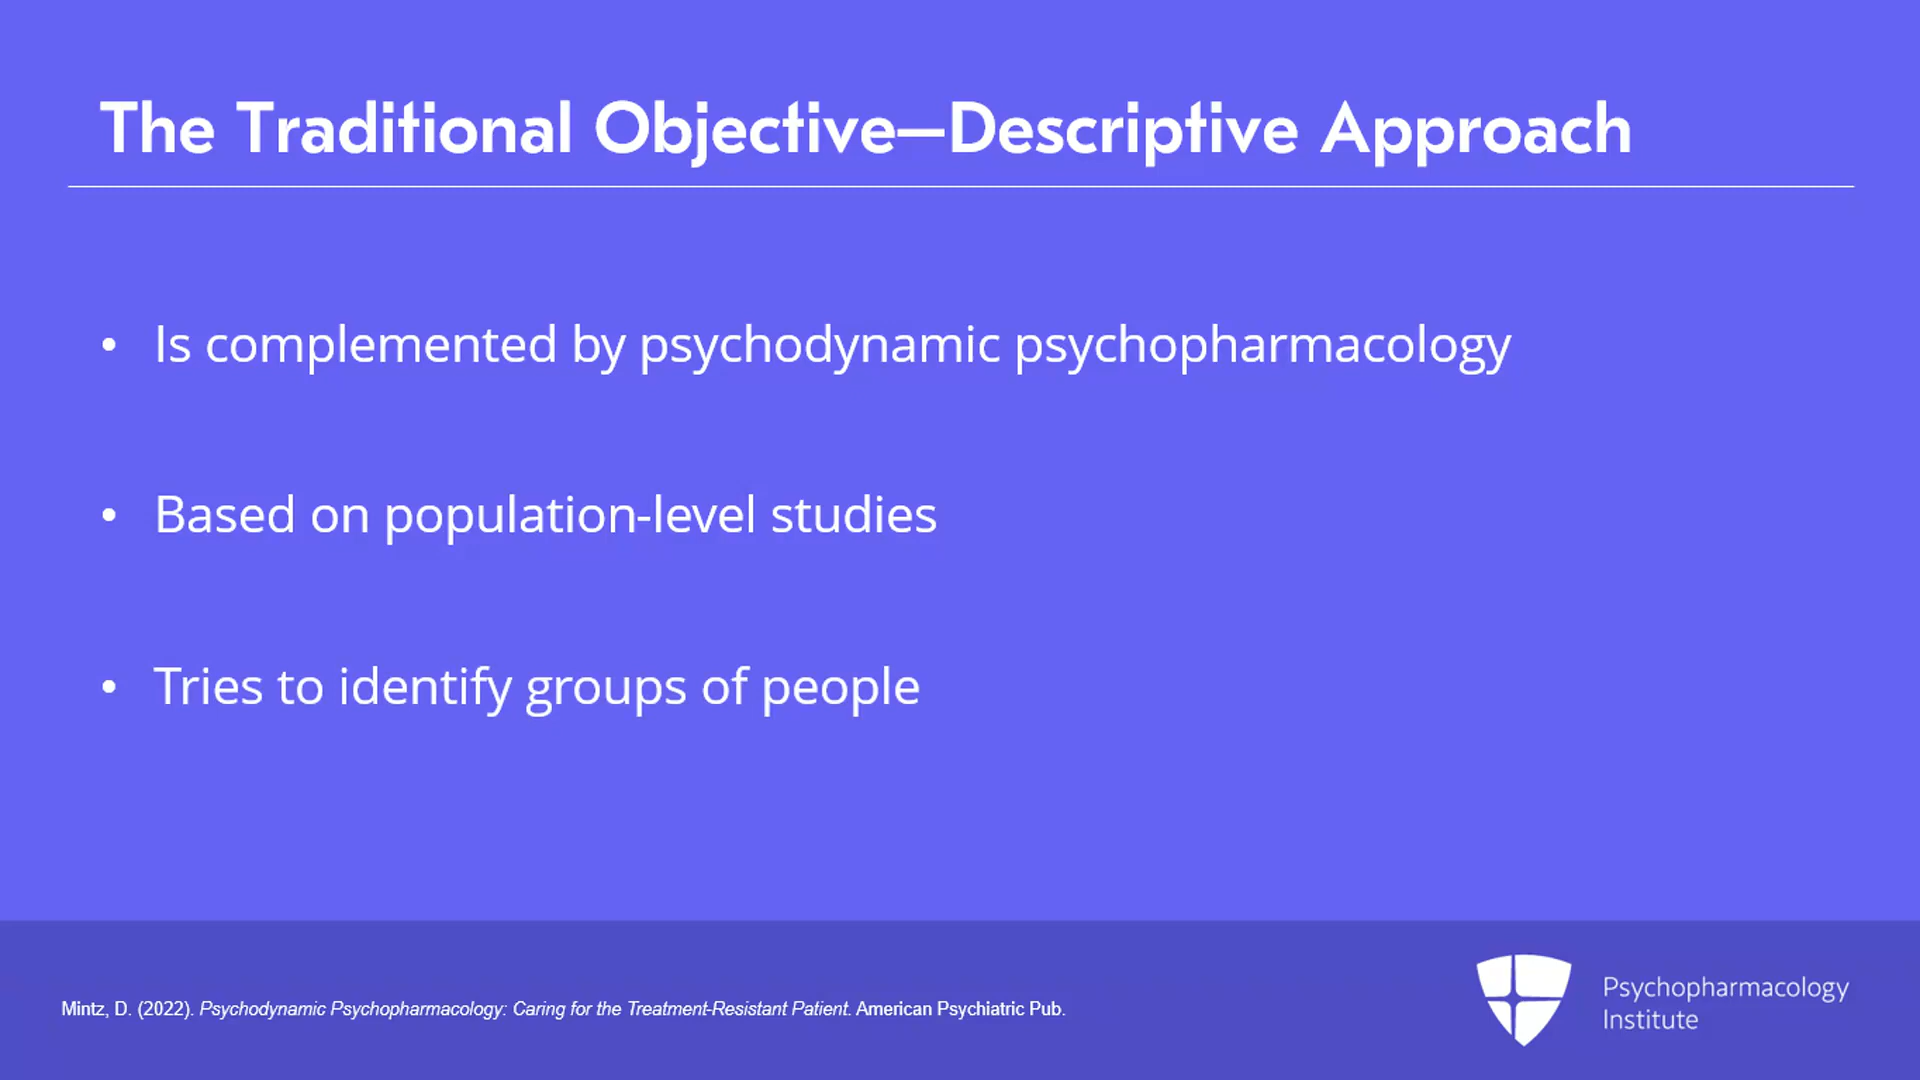 The Traditional Objective—Descriptive Approach
• Is complemented by psychodynamic psychopharmacology
• Based on population-level studies
• Tries to identify groups of people
Mintz, D. (2022). Psychodynamic Psychopharmacology: Caring for the Treatment-Resistant Patient. American Psychiatric Pub.
Psychopharmacology
Institute